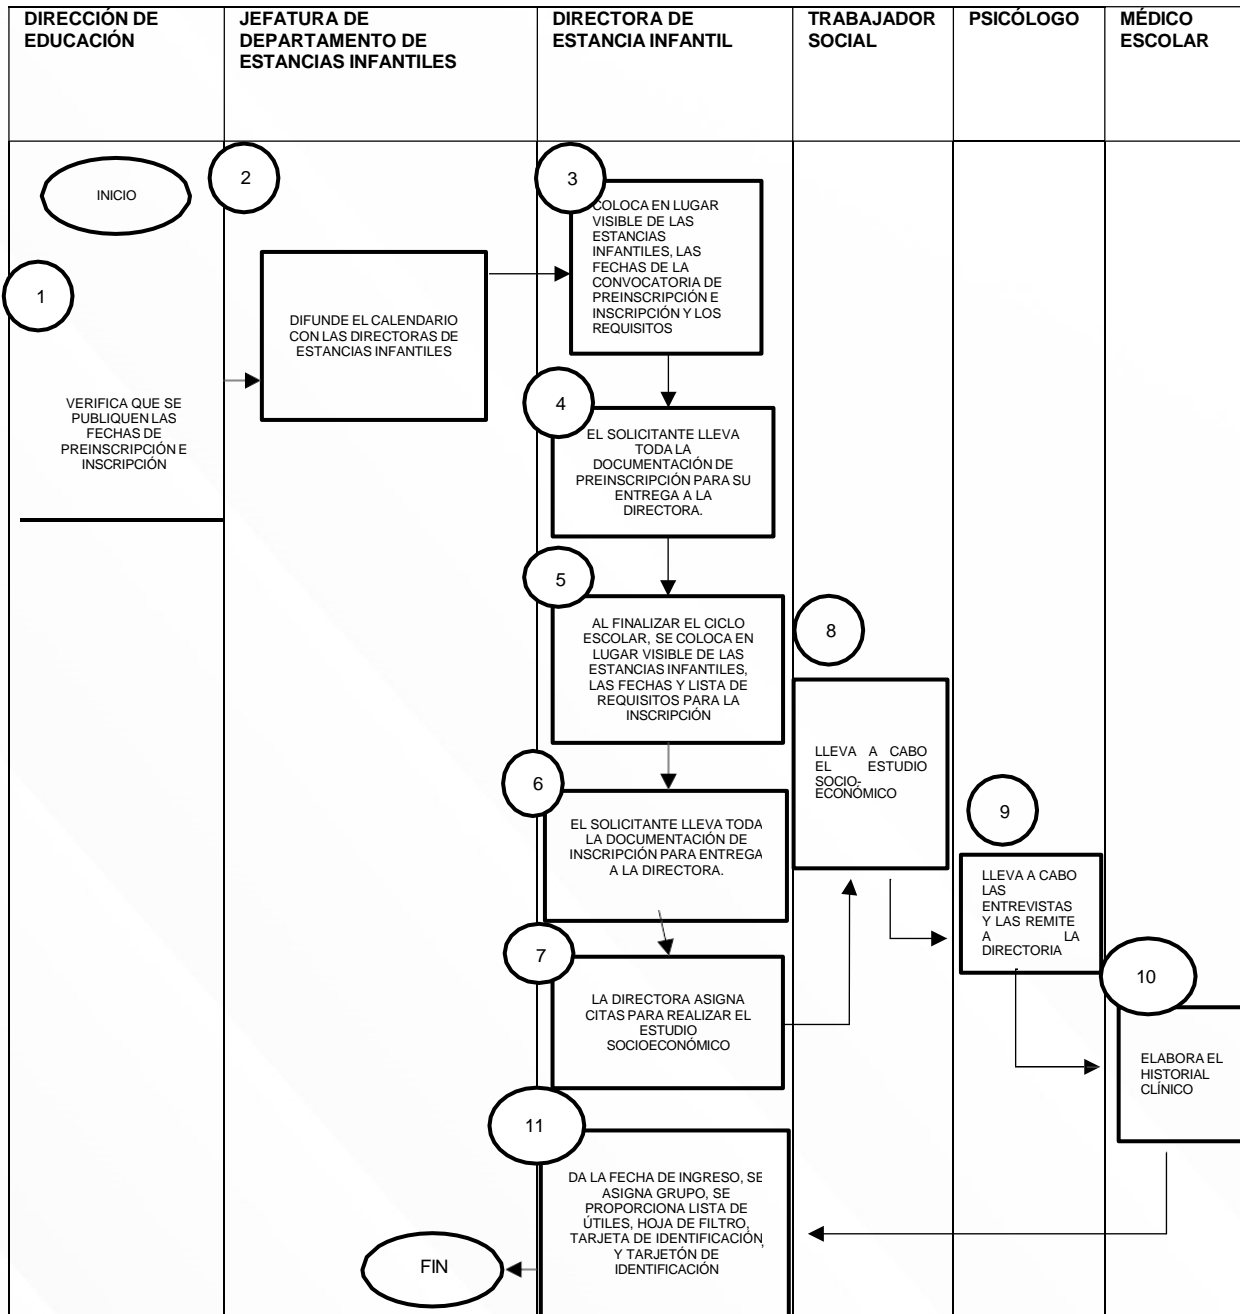 DIRECCIÓN DE
EDUCACIÓN
JEFATURA DE
DEPARTAMENTO DE
ESTANCIAS INFANTILES
DIRECTORA DE
ESTANCIA INFANTIL
TRABAJADOR
SOCIAL
PSICÓLOGO
MÉDICO
ESCOLAR
INICIO
1
VERIFICA QUE SE
PUBLIQUEN LAS
FECHAS DE
PREINSCRIPCIÓN E
INSCRIPCIÓN
2
DIFUNDE EL CALENDARIO
CON LAS DIRECTORAS DE
ESTANCIAS INFANTILES
3
COLOCA EN LUGAR
VISIBLE DE LAS
ESTANCIAS
INFANTILES, LAS
FECHAS DE LA
CONVOCATORIA DE
PREINSCRIPCIÓN E
INSCRIPCIÓN Y LOS
REQUISITOS
4
EL SOLICITANTE LLEVA
TODA LA
DOCUMENTACIÓN DE
PREINSCRIPCIÓN PARA SU
ENTREGA A LA
DIRECTORA.
5
AL FINALIZAR EL CICLO
ESCOLAR, SE COLOCA EN
LUGAR VISIBLE DE LAS
ESTANCIAS INFANTILES,
LAS FECHAS Y LISTA DE
REQUISITOS PARA LA
INSCRIPCIÓN
6
EL SOLICITANTE LLEVA TODA
LA DOCUMENTACIÓN DE
INSCRIPCIÓN PARA ENTREGA
A LA DIRECTORA.
7
LA DIRECTORA ASIGNA
CITAS PARA REALIZAR EL
ESTUDIO
SOCIOECONÓMICO
8
LLEVA A CABO
EL ESTUDIO
SOCIO-
ECONÓMICO
9
LLEVA A CABO
LAS
ENTREVISTAS
Y LAS REMITE
A LA
DIRECTORIA
10
ELABORA EL
HISTORIAL
CLÍNICO
11
DA LA FECHA DE INGRESO, SE
ASIGNA GRUPO, SE
PROPORCIONA LISTA DE
ÚTILES, HOJA DE FILTRO,
TARJETA DE IDENTIFICACIÓN,
Y TARJETÓN DE
IDENTIFICACIÓN
FIN